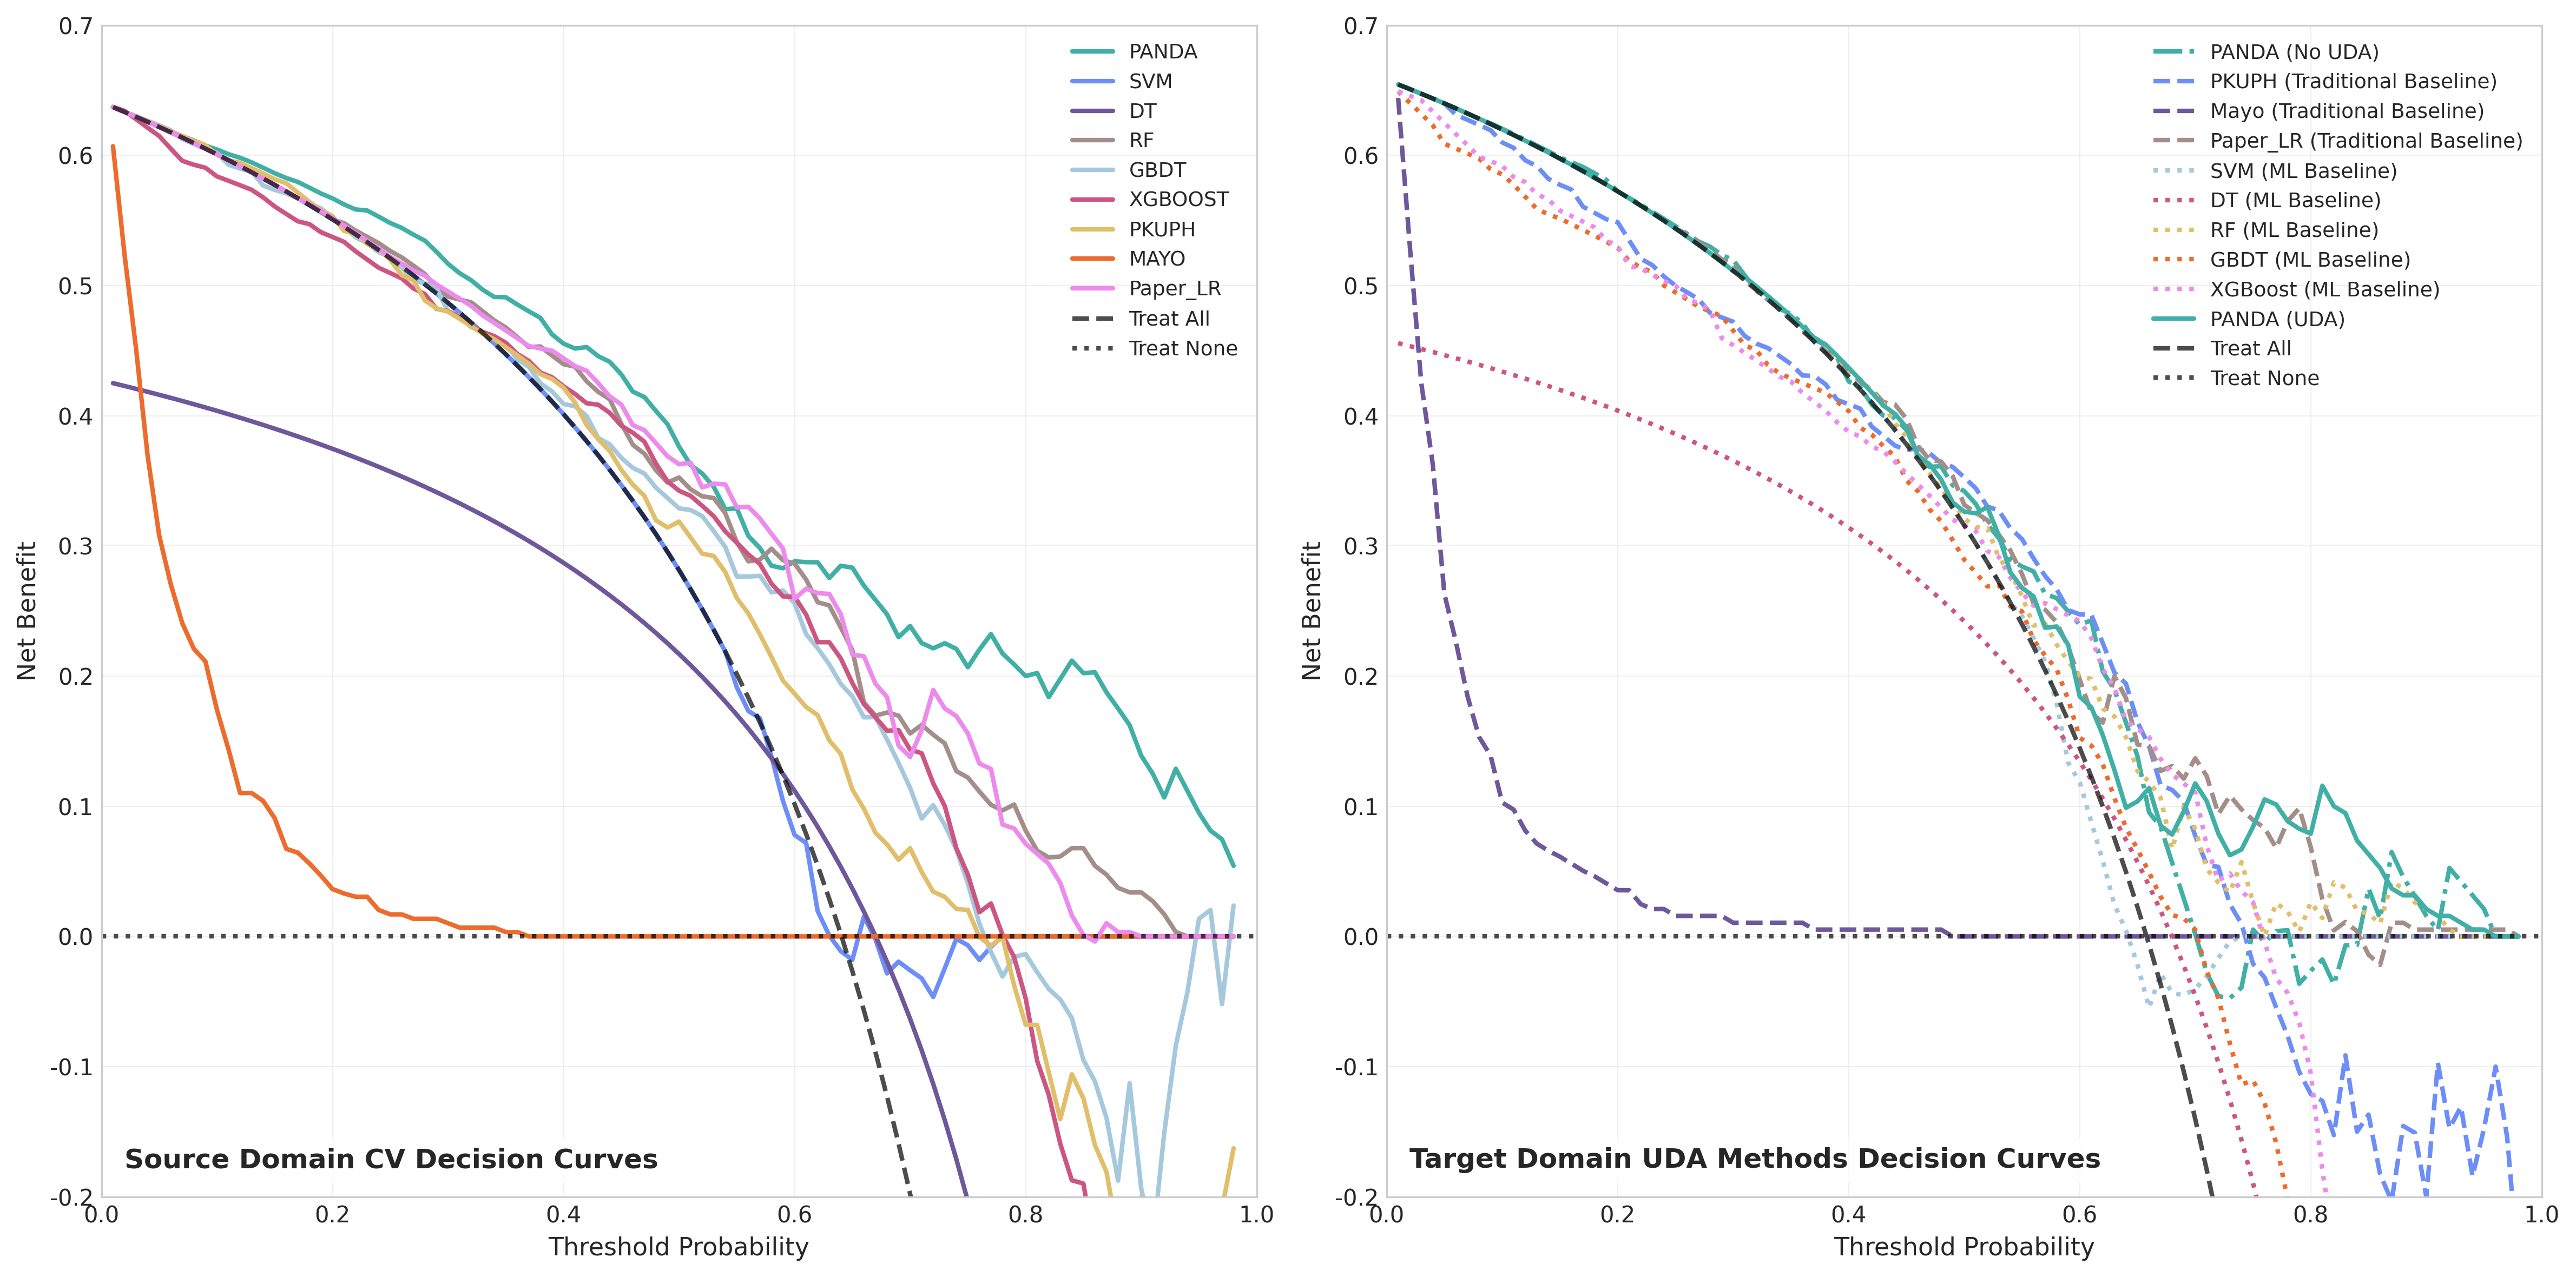 0.7
0.6
0.5
0.4
0.3
0.2
0.1
0.0
-0.1
-0.2
Net Benefit
0.0
0.2
0.4
0.6
0.8
1.0
Threshold Probability
PANDA
SVM
DT
RF
GBDT
XGBOOST
PKUPH
MAYO
Paper_LR
Treat All
Treat None
Source Domain CV Decision Curves
0.7
0.6
0.5
0.4
0.3
0.2
0.1
0.0
-0.1
-0.2
Net Benefit
0.0
0.2
0.4
0.6
0.8
1.0
Threshold Probability
PANDA (No UDA)
PKUPH (Traditional Baseline)
Mayo (Traditional Baseline)
Paper_LR (Traditional Baseline)
SVM (ML Baseline)
DT (ML Baseline)
RF (ML Baseline)
GBDT (ML Baseline)
XGBoost (ML Baseline)
PANDA (UDA)
Treat All
Treat None
Target Domain UDA Methods Decision Curves